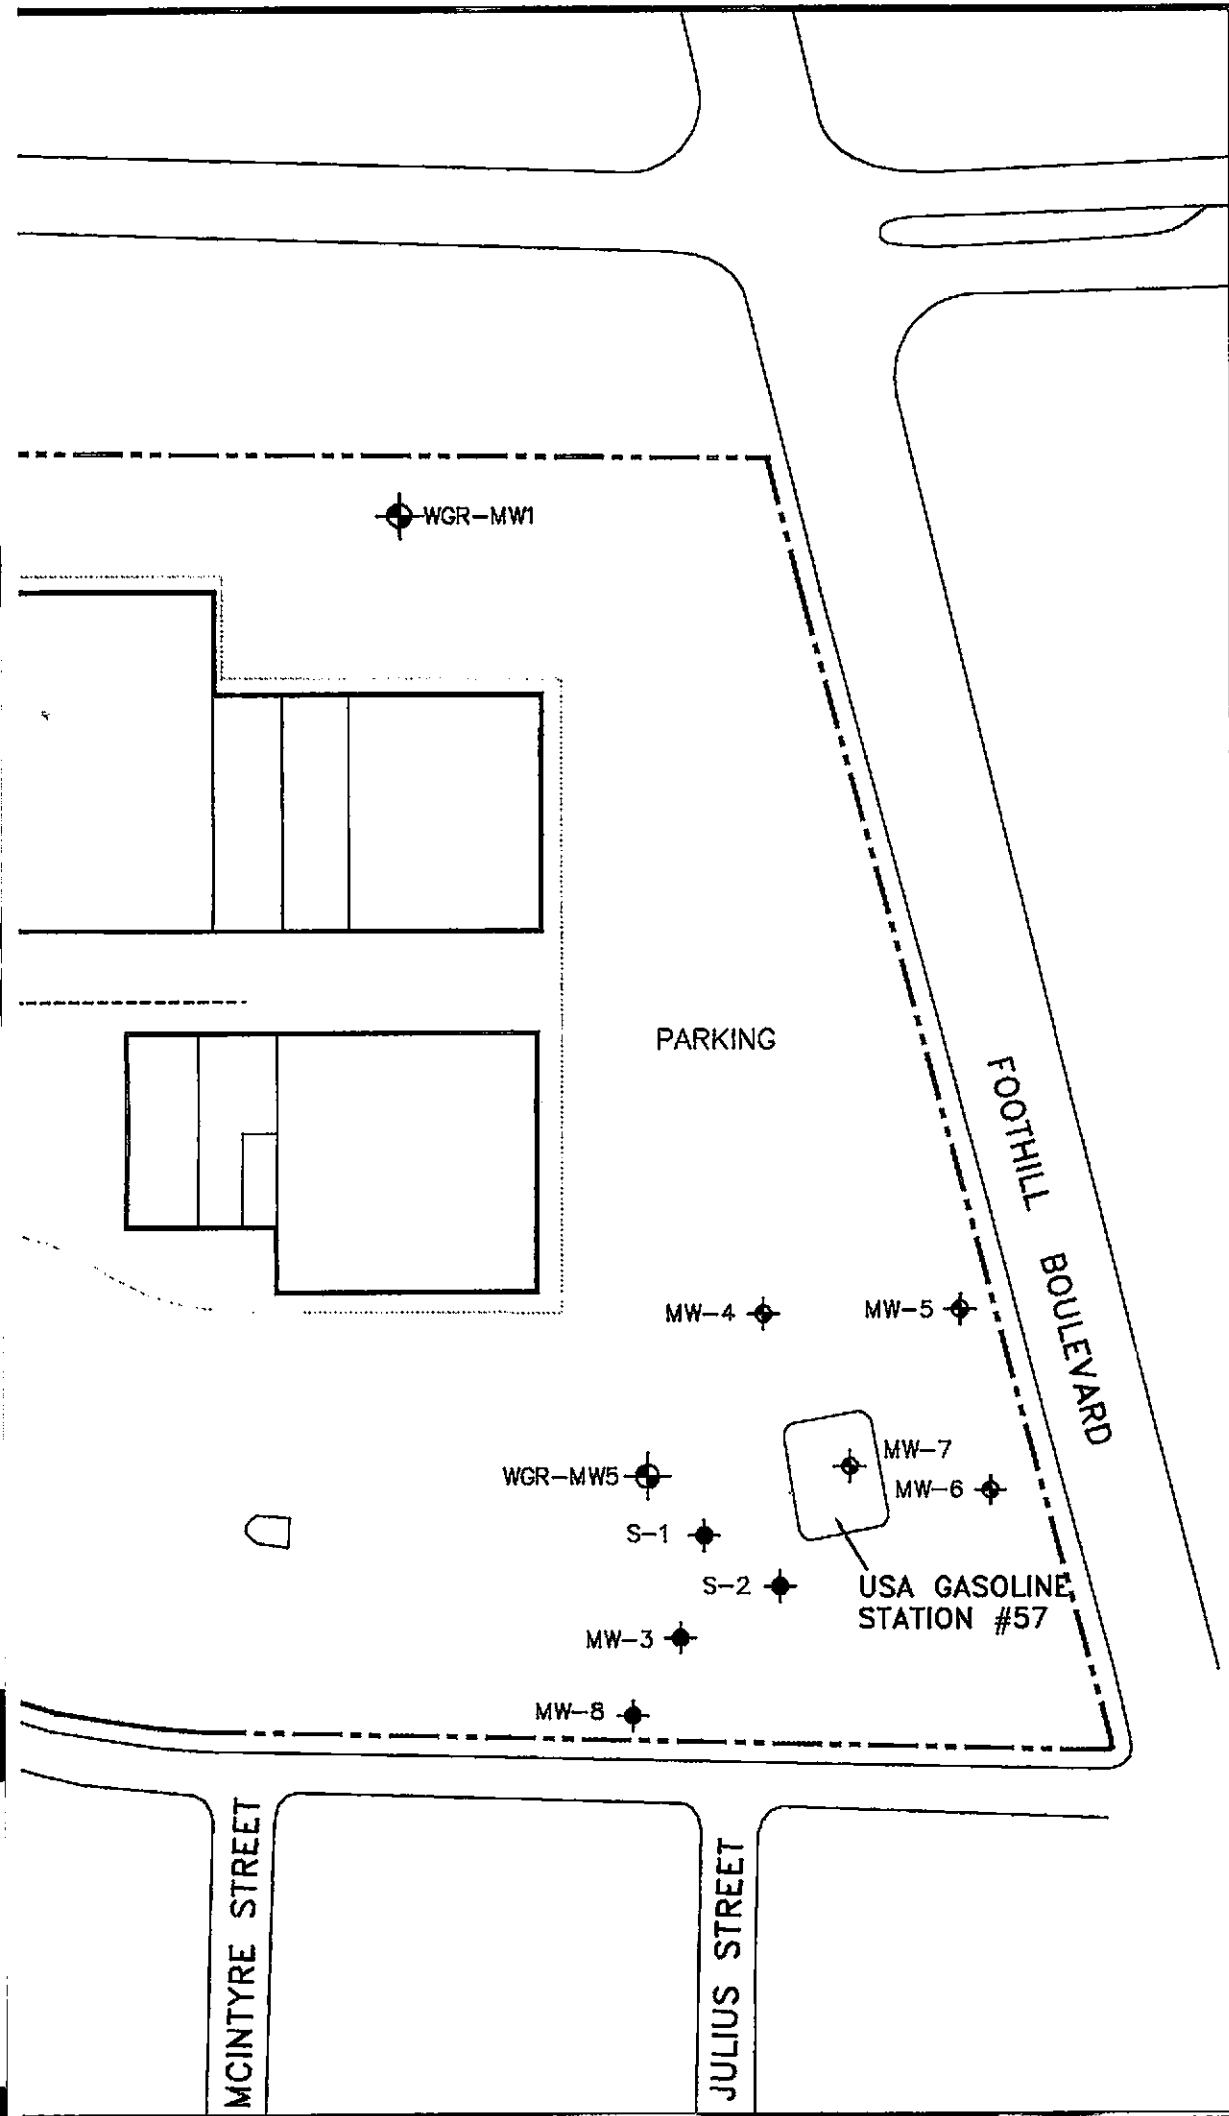 WGR-MW1
PARKING
FOOTHILL BOULEVARD
MW-4
MW-5
MW-7
WGR-MW5
MW-6
S-1
S-2
USA GASOLINE
STATION #57
MW-3
MW-8
MCINTYRE STREET
JULIUS STREET